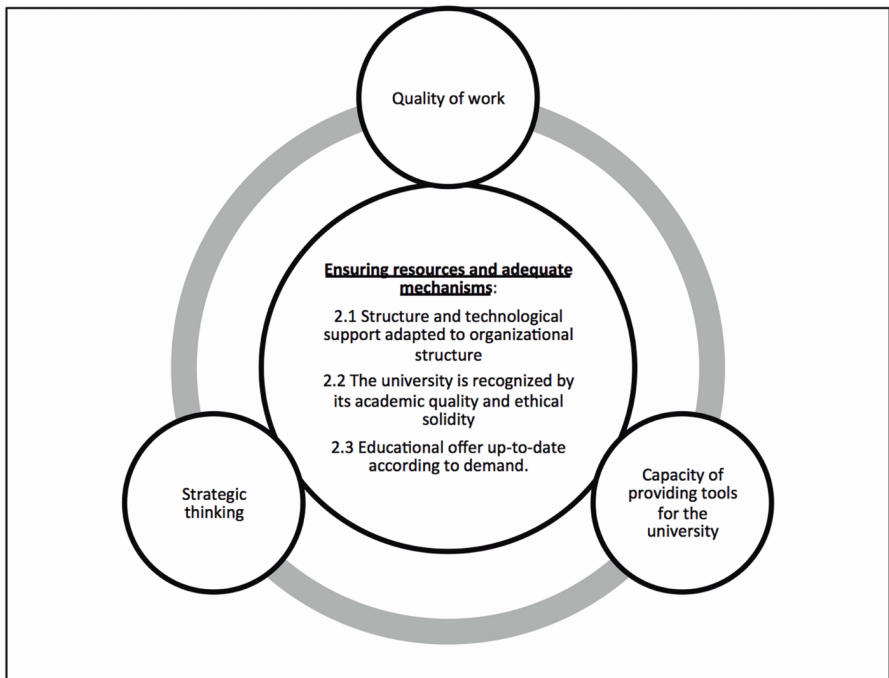 Quality of work
Ensuring resources and adequate
mechanisms:
2.1 Structure and technological
support adapted to organizational
structure
2.2 The university is recognized by
its academic quality and ethical
solidity
2.3 Educational offer up-to-date
according to demand.
Strategic
thinking
Capacity of
providing tools
for the
university